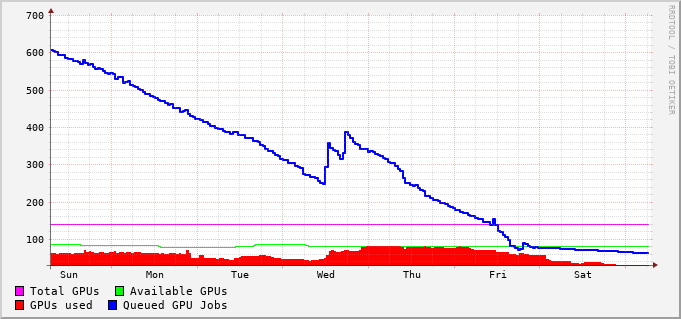 700
600
500
400
300
200
100
Sun Mon Tue Wed Thu Fri Sat
Total GPUs Available GPUs
GPUs used Queued GPU Jobs
RRDTOOL / TOBI OETIKER